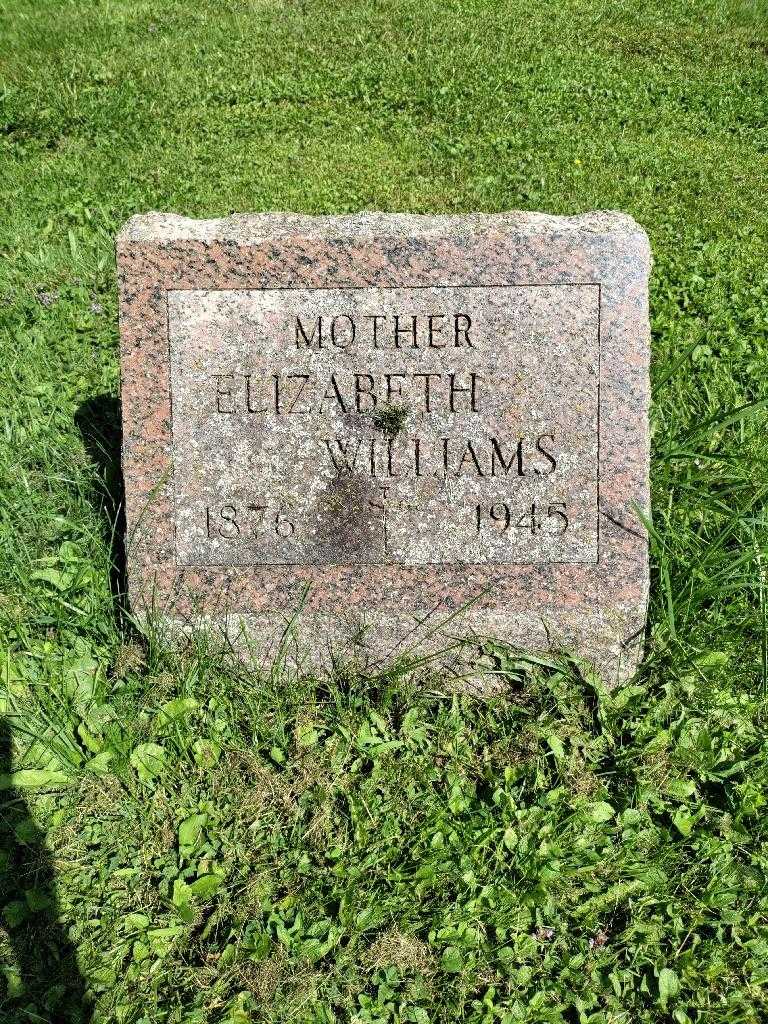 MOTHER
ELIZABETH
WILLIAMS
1876 1945